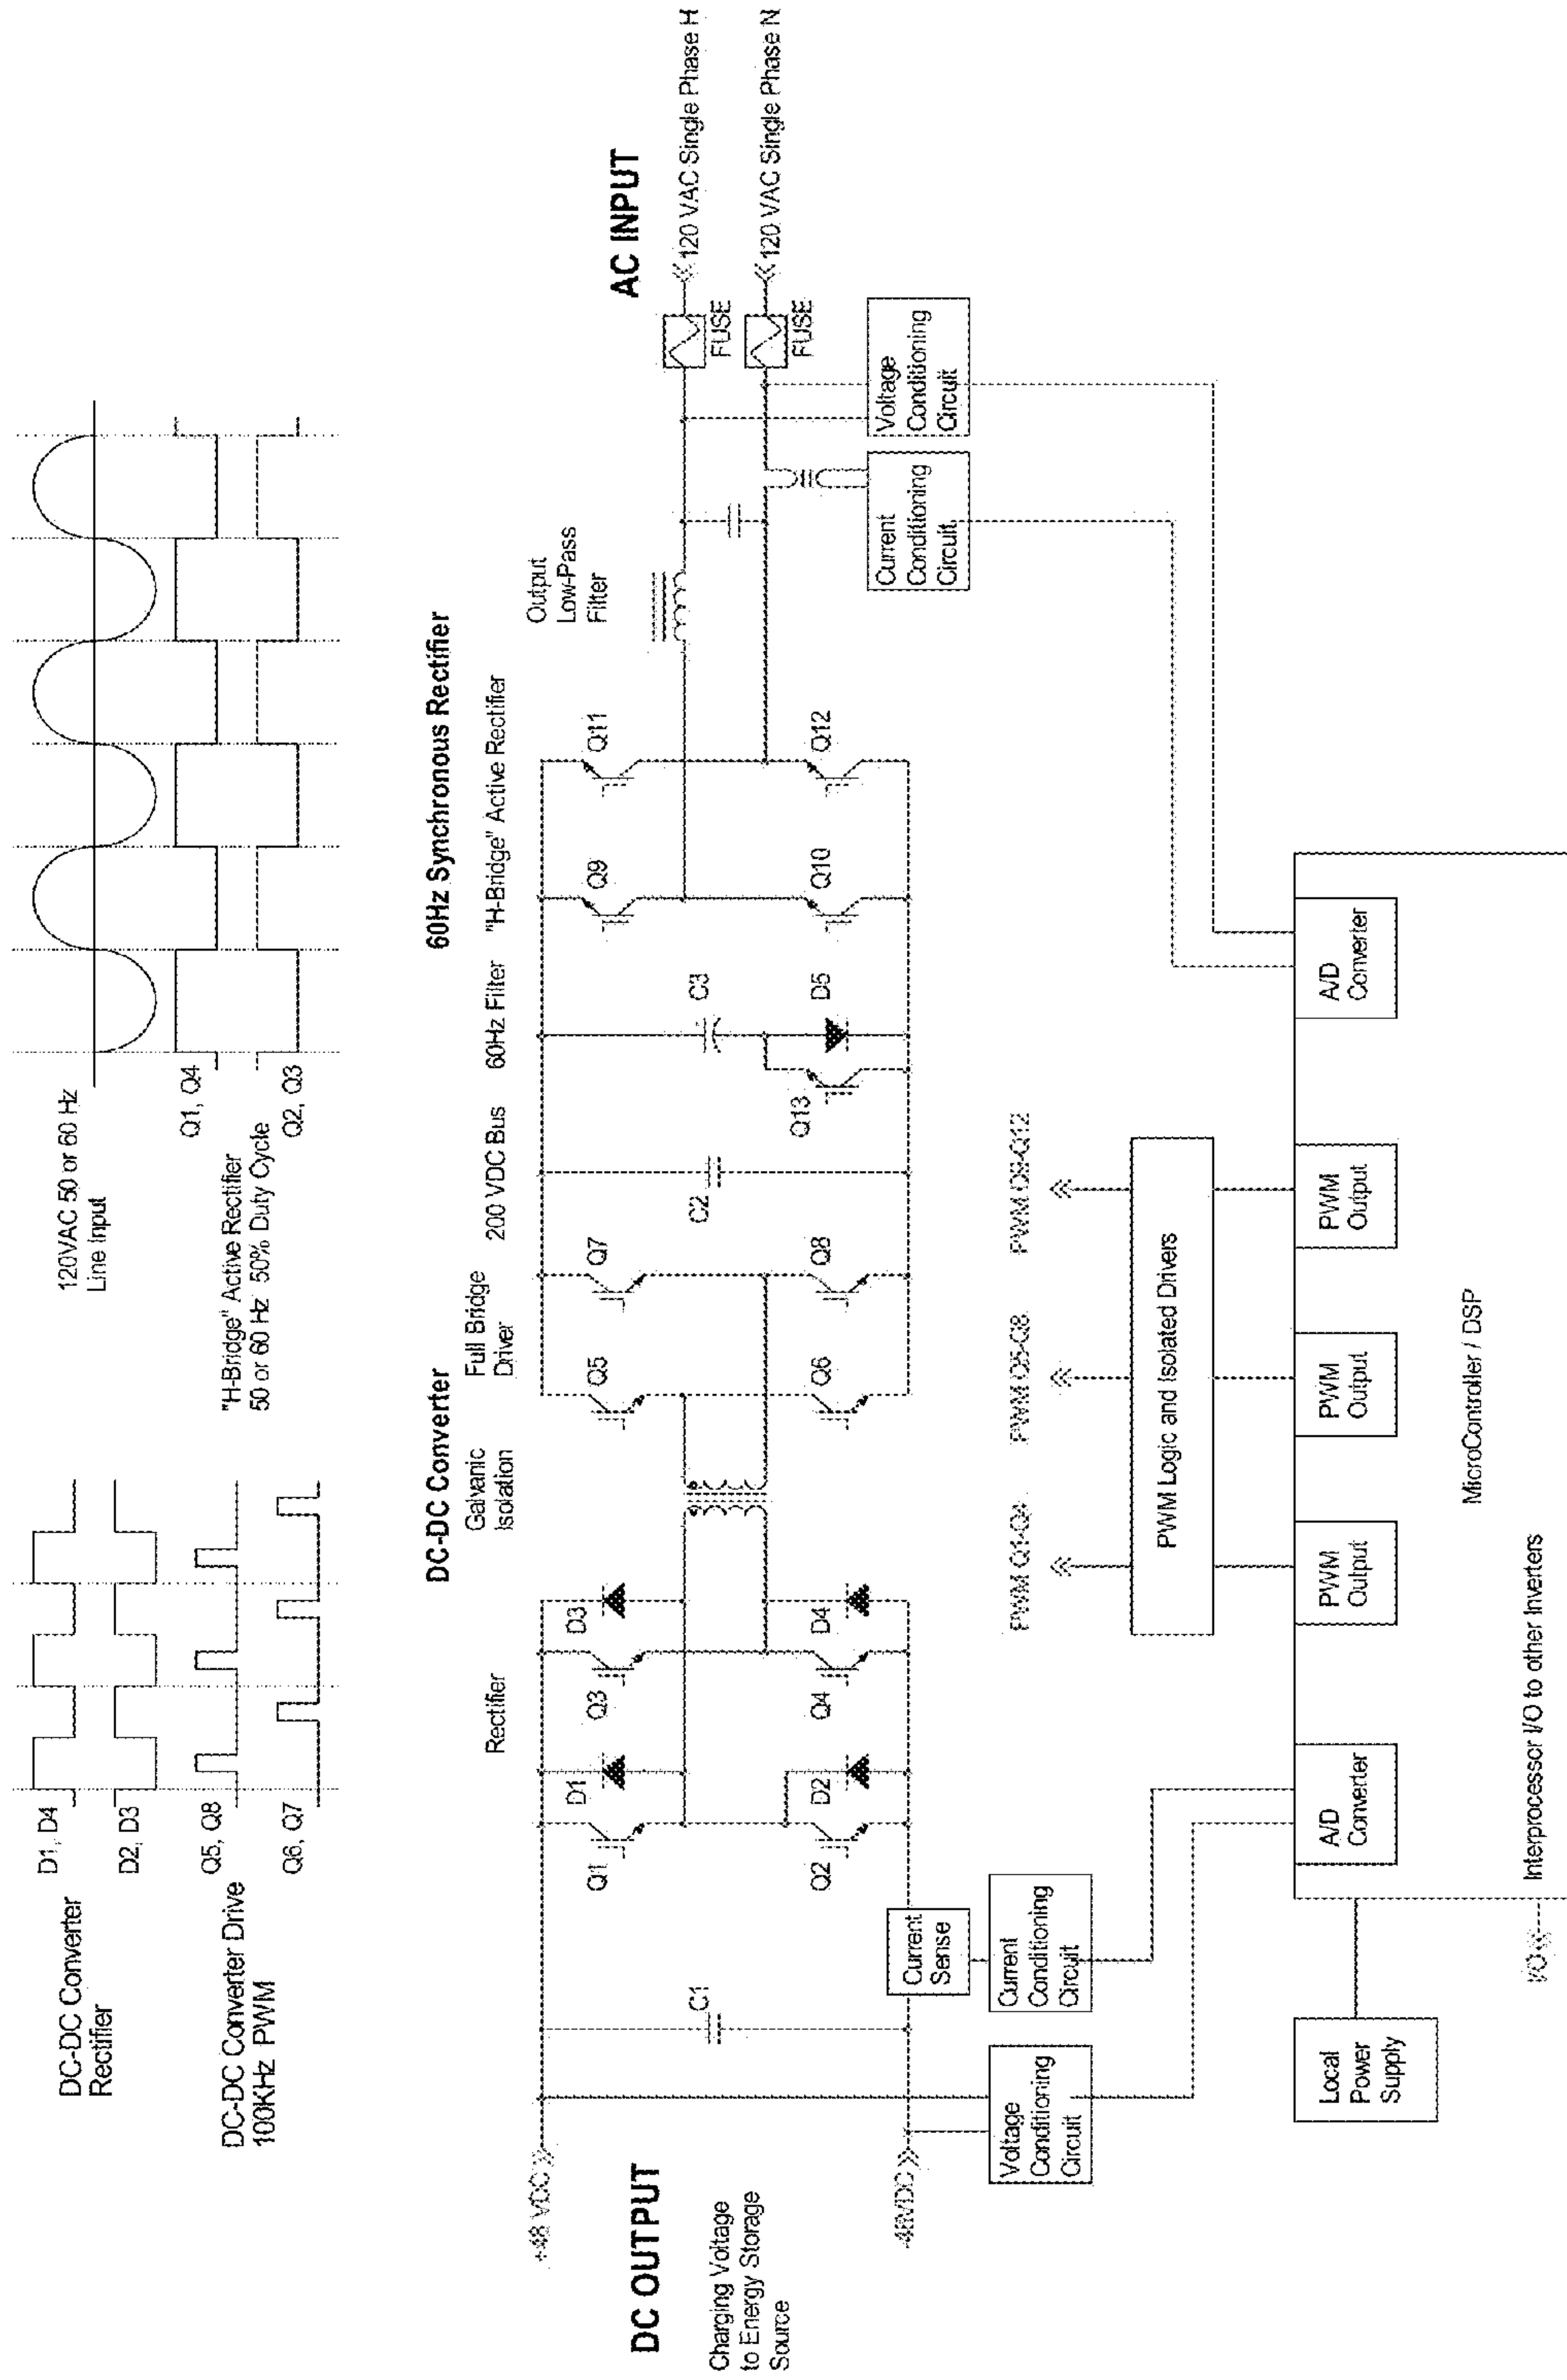 DC-DC Converter
Rectifier
D1, D4
D2, D3
DC-DC Converter Drive
100KHz PWM
Q5, Q8
Q6, Q7
120VAC 50 or 60 Hz
Line Input
"H-Bridge" Active Rectifier
50 or 60 Hz 50% Duty Cycle
Q1, Q4
Q2, Q3
DC-DC Converter
60Hz Synchronous Rectifier
Rectifier
Galvanic
Isolation
Full Bridge
Driver
200 VDC Bus
60Hz Filter
"H-Bridge" Active Rectifier
Output
Low-Pass
Filter
AC INPUT
+48 VDC
DC OUTPUT
Charging Voltage
to Energy Storage
Source
-48VDC
C1
Q1
D1
Q3
D3
Q2
D2
Q4
D4
Q5
Q7
Q6
Q8
C2
C3
Q13
D5
Q9
Q11
Q10
Q12
FUSE
120 VAC Single Phase H
FUSE
120 VAC Single Phase N
Current
Sense
Voltage
Conditioning
Circuit
Current
Conditioning
Circuit
Current
Conditioning
Circuit
Voltage
Conditioning
Circuit
PWM Q1-Q4
PWM Q5-Q8
PWM Q9-Q12
PWM Logic and Isolated Drivers
Local
Power
Supply
A/D
Converter
PWM
Output
PWM
Output
PWM
Output
A/D
Converter
MicroController / DSP
I/O
Interprocessor I/O to other Inverters